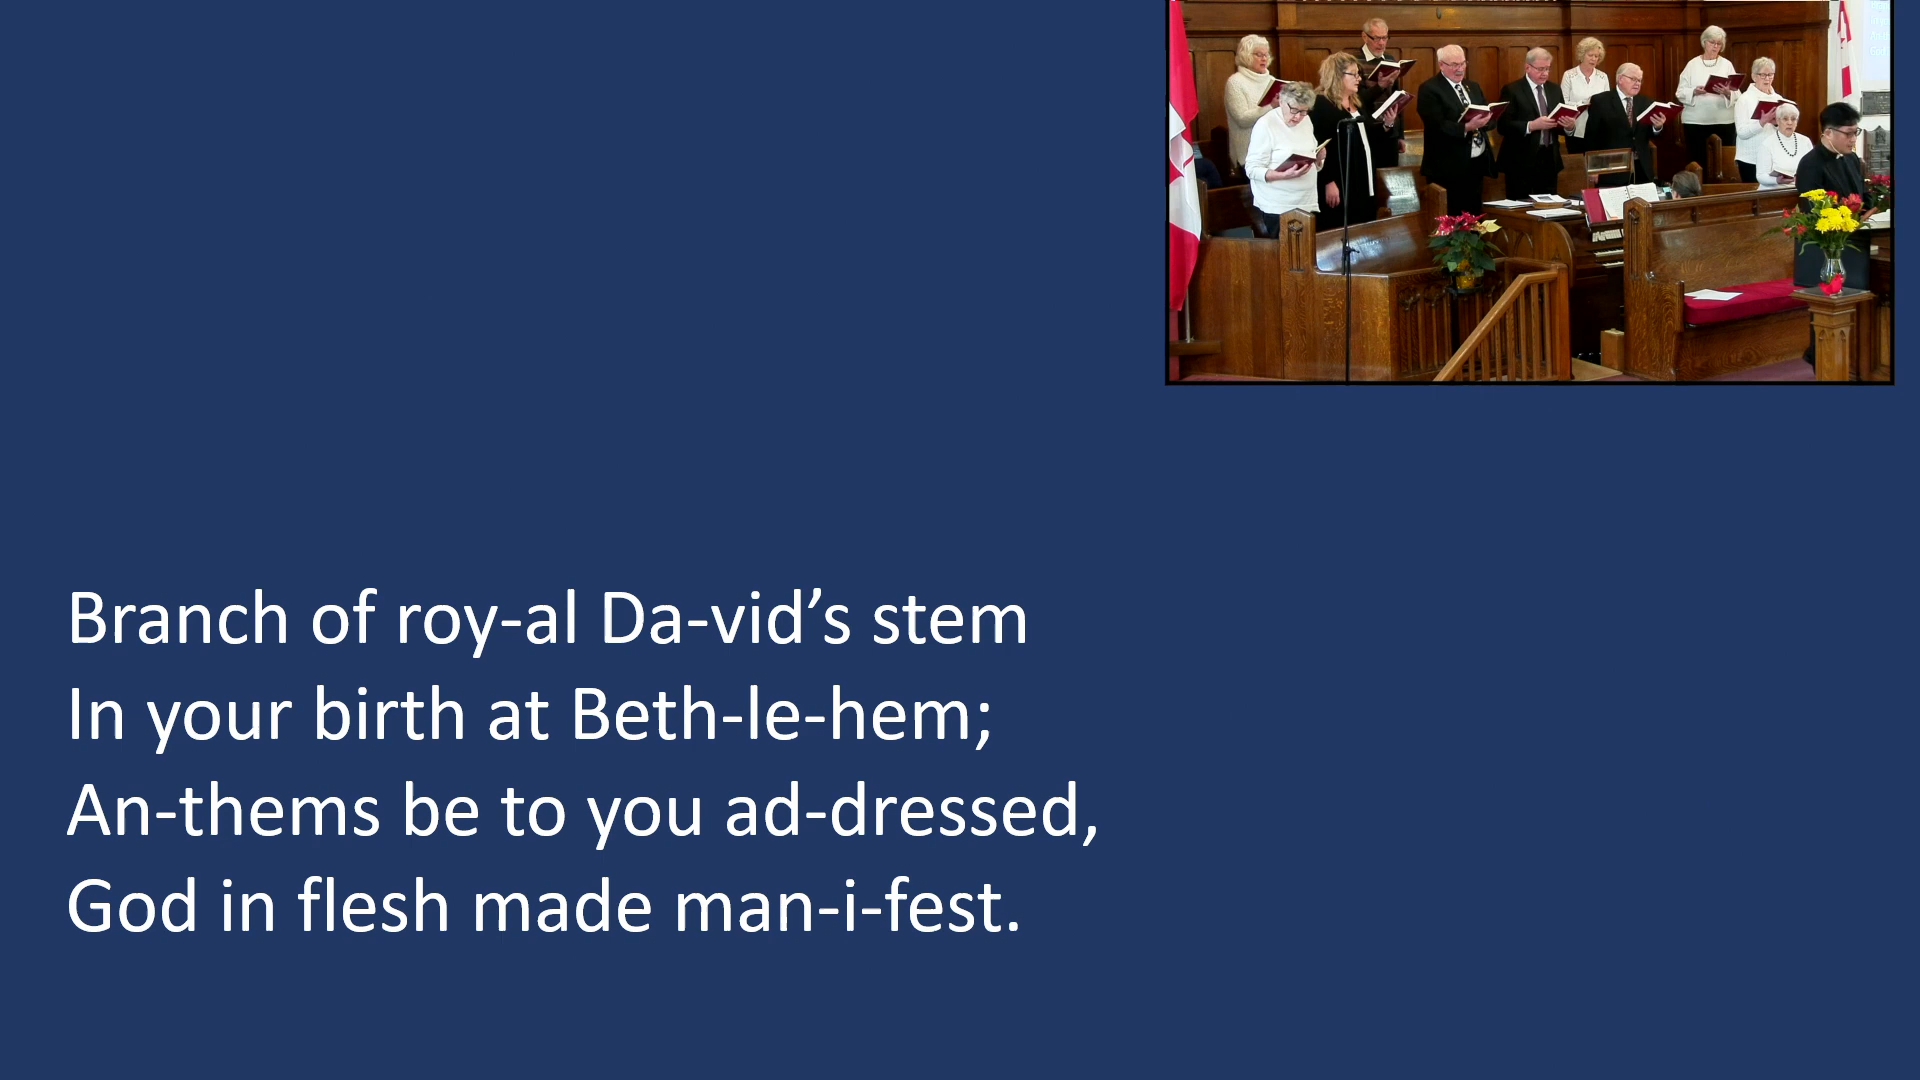 Branch of roy-al Da-vid’s stem
In your birth at Beth-le-hem;
An-thems be to you ad-dressed,
God in flesh made man-i-fest.